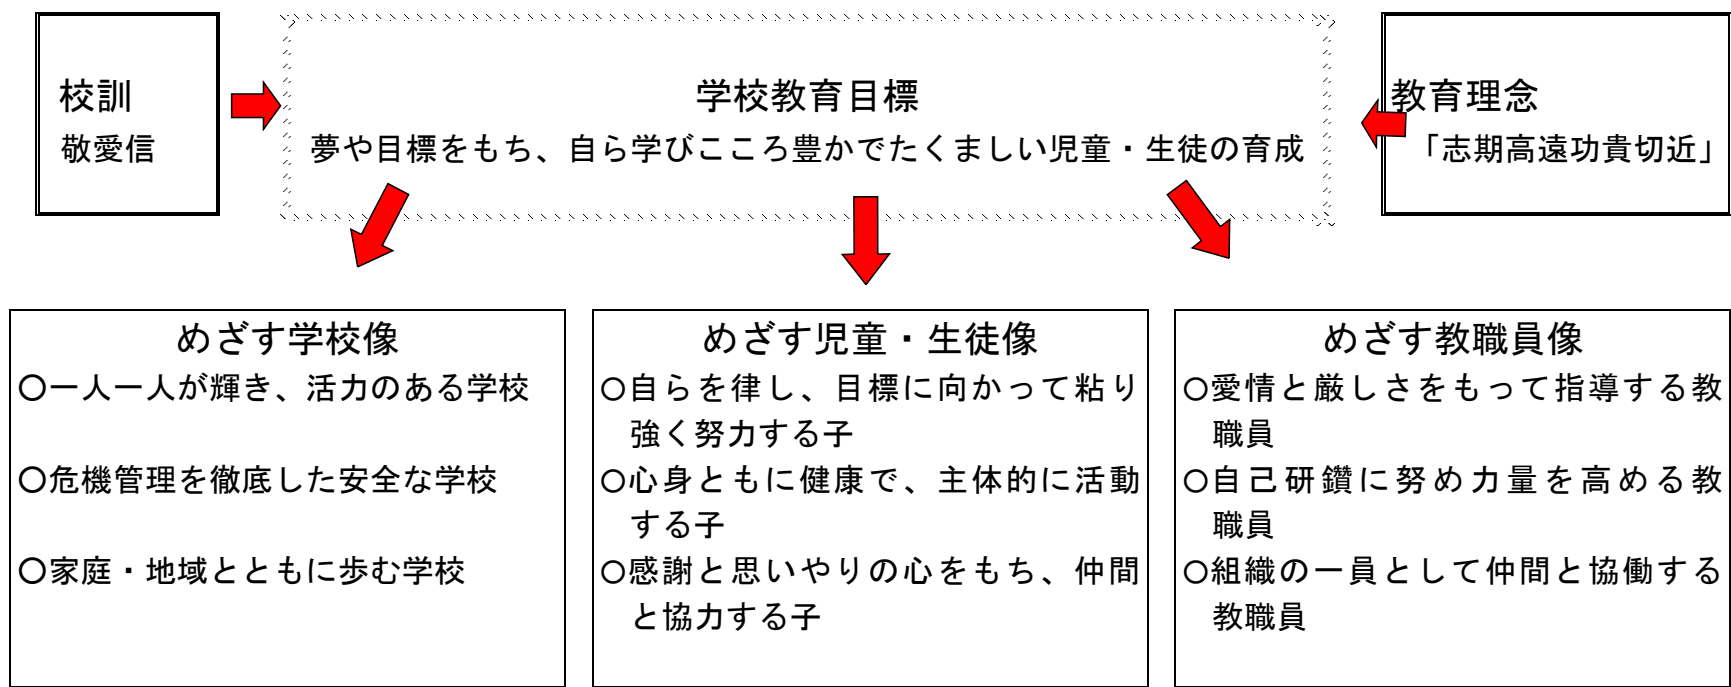 校訓
敬愛信
学校教育目標
夢や目標をもち、自ら学びこころ豊かでたくましい児童・生徒の育成
教育理念
「志期高遠功貴切近」
めざす学校像
〇一人一人が輝き、活力のある学校
〇危機管理を徹底した安全な学校
〇家庭・地域とともに歩む学校
めざす児童・生徒像
〇自らを律し、目標に向かって粘り
強く努力する子
〇心身ともに健康で、主体的に活動
する子
〇感謝と思いやりの心をもち、仲間
と協力する子
めざす教職員像
〇愛情と厳しさをもって指導する教
職員
〇自己研鑽に努め力量を高める教
職員
〇組織の一員として仲間と協働する
教職員